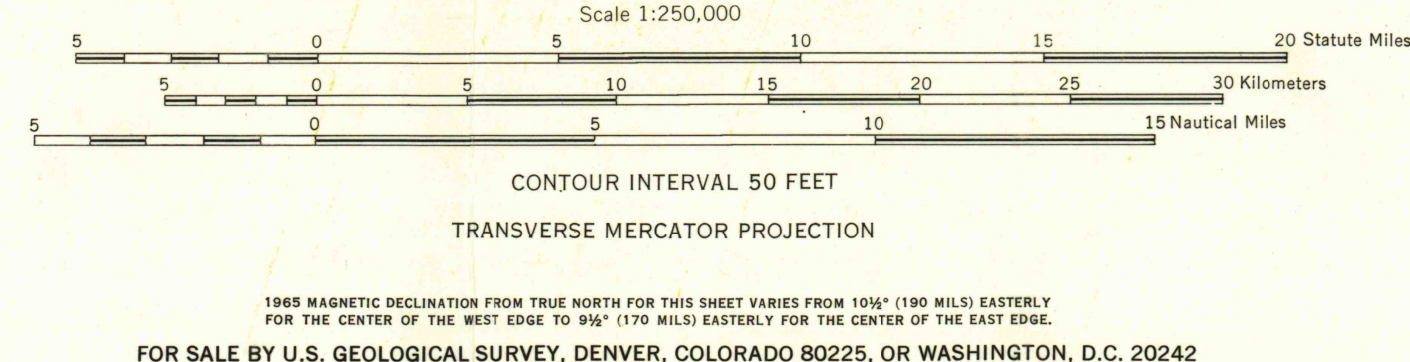 Scale 1:250,000
5 0 5 10 15 20 Statute Miles
5 0 5 10 15 20 25 30 Kilometers
5 0 5 10 15 Nautical Miles
CONTOUR INTERVAL 50 FEET
TRANSVERSE MERCATOR PROJECTION
1965 MAGNETIC DECLINATION FROM TRUE NORTH FOR THIS SHEET VARIES FROM 10½° (190 MILS) EASTERLY
FOR THE CENTER OF THE WEST EDGE TO 9½° (170 MILS) EASTERLY FOR THE CENTER OF THE EAST EDGE.
FOR SALE BY U.S. GEOLOGICAL SURVEY, DENVER, COLORADO 80225, OR WASHINGTON, D.C. 20242